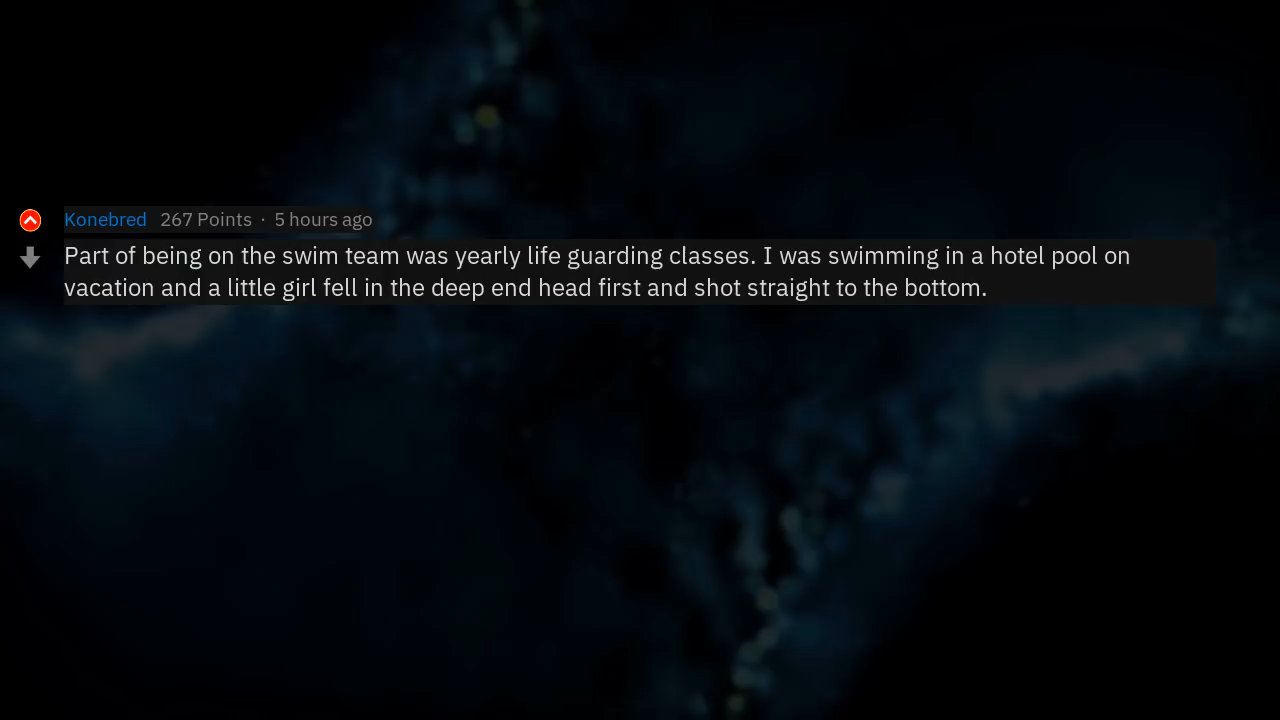 Konebred 267 Points · 5 hours ago
Part of being on the swim team was yearly life guarding classes. I was swimming in a hotel pool on
vacation and a little girl fell in the deep end head first and shot straight to the bottom.